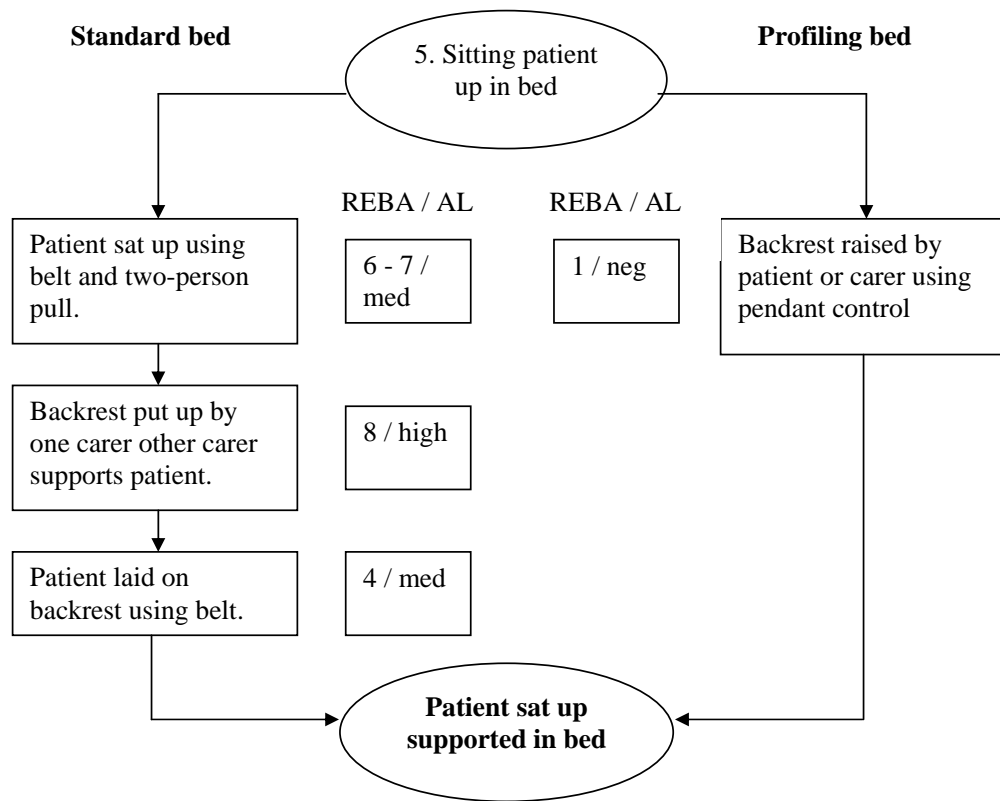 Standard bed
5. Sitting patient
up in bed
Profiling bed
REBA / AL
REBA / AL
Patient sat up using
belt and two-person
pull.
6 - 7 /
med
1 / neg
Backrest raised by
patient or carer using
pendant control
Backrest put up by
one carer other carer
supports patient.
8 / high
Patient laid on
backrest using belt.
4 / med
Patient sat up
supported in bed